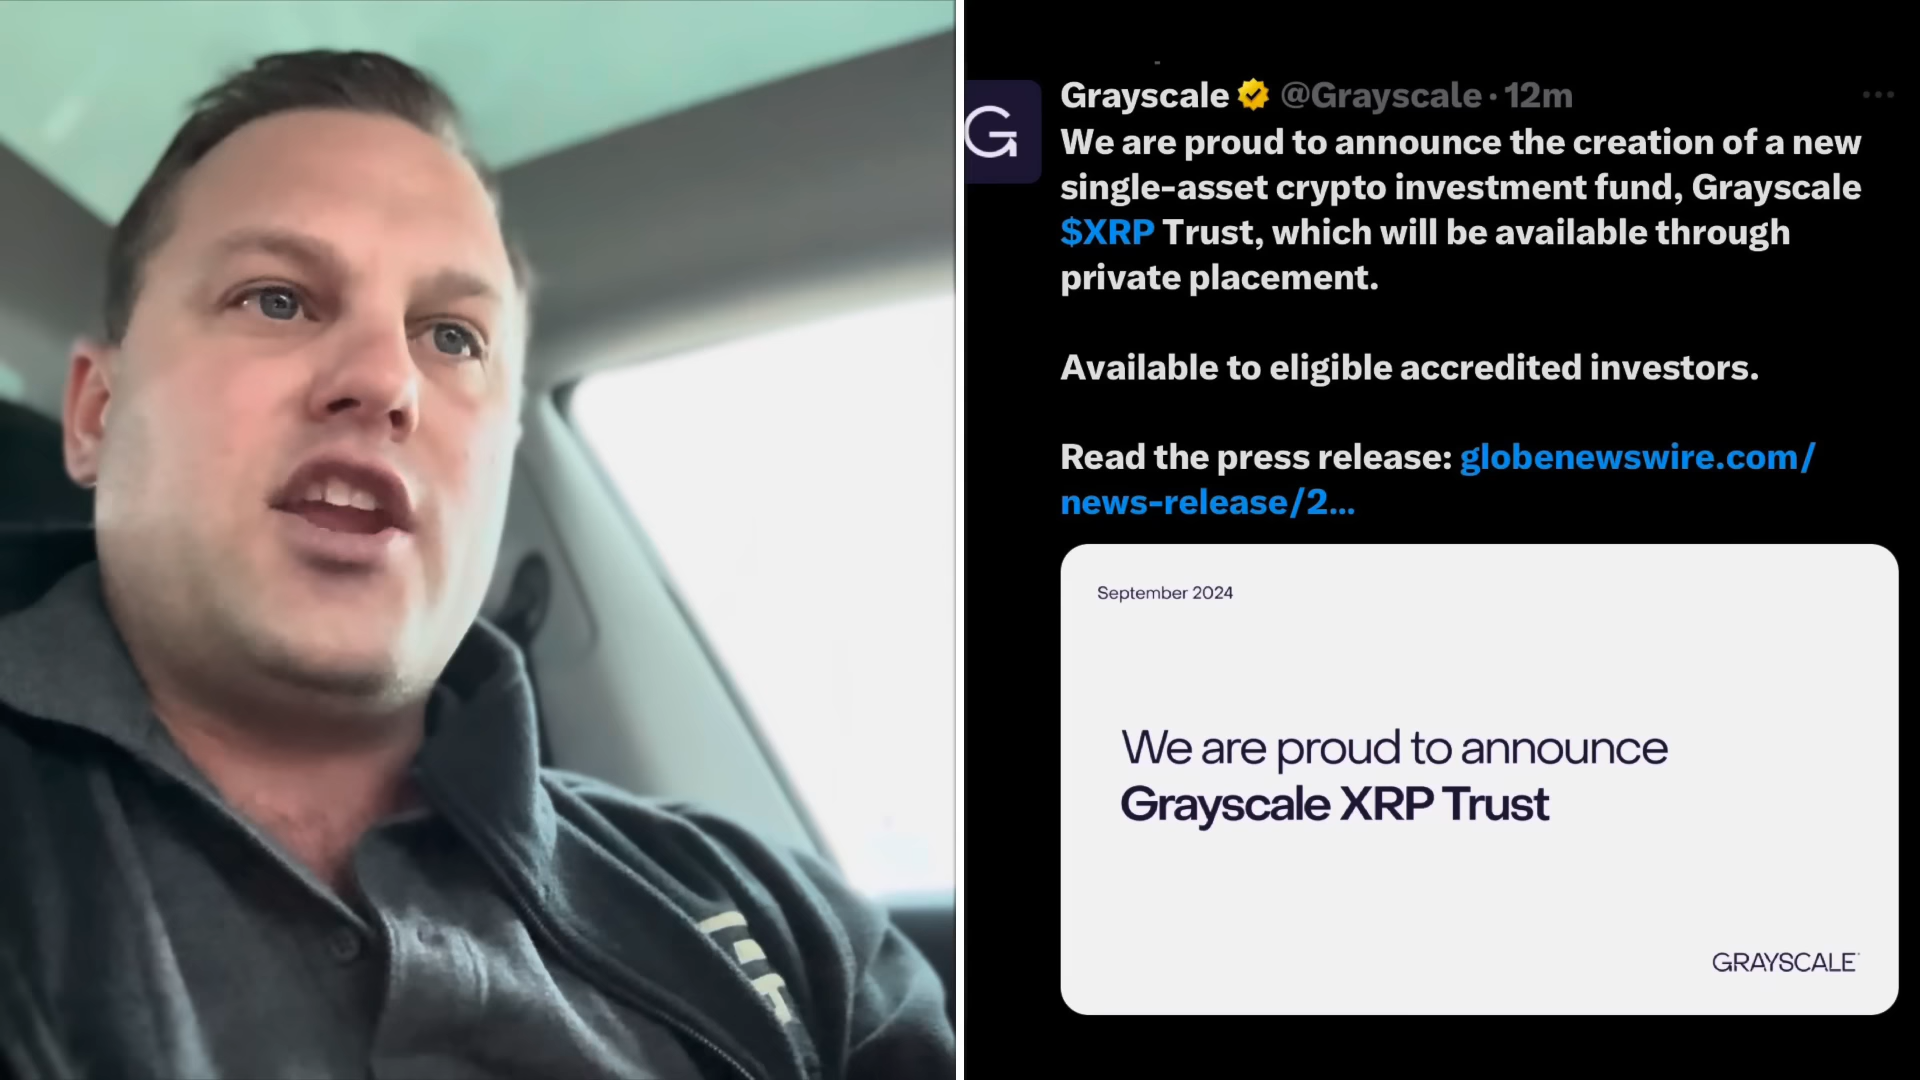 Grayscale @Grayscale · 12m
We are proud to announce the creation of a new
single-asset crypto investment fund, Grayscale
$XRP Trust, which will be available through
private placement.
Available to eligible accredited investors.
Read the press release: globenewswire.com/
news-release/2...
September 2024
We are proud to announce
Grayscale XRP Trust
GRAYSCALE